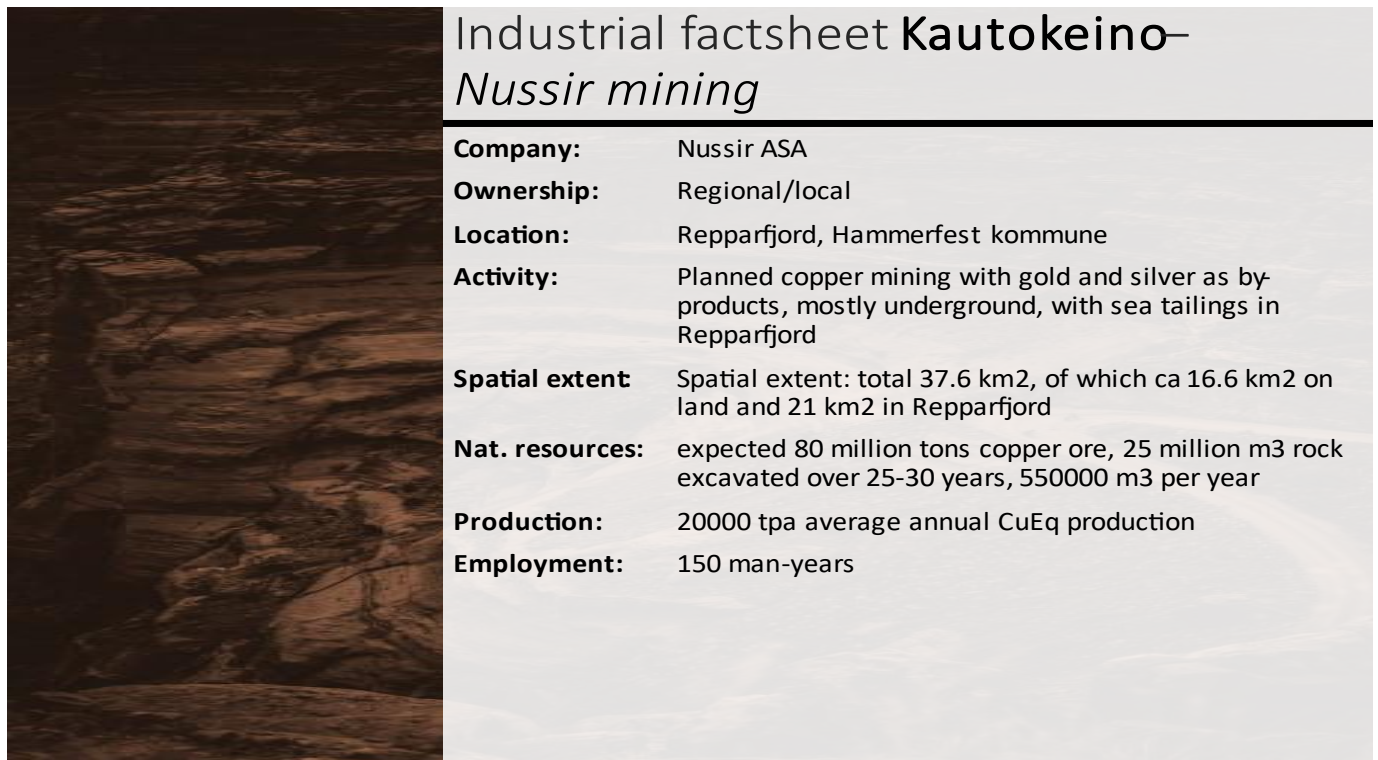 Industrial factsheet Kautokeino–
Nussir mining
Company: Nussir ASA
Ownership: Regional/local
Location: Repparfjord, Hammerfest kommune
Activity: Planned copper mining with gold and silver as by-
products, mostly underground, with sea tailings in
Repparfjord
Spatial extent: Spatial extent: total 37.6 km2, of which ca 16.6 km2 on
land and 21 km2 in Repparfjord
Nat. resources: expected 80 million tons copper ore, 25 million m3 rock
excavated over 25-30 years, 550000 m3 per year
Production: 20000 tpa average annual CuEq production
Employment: 150 man-years